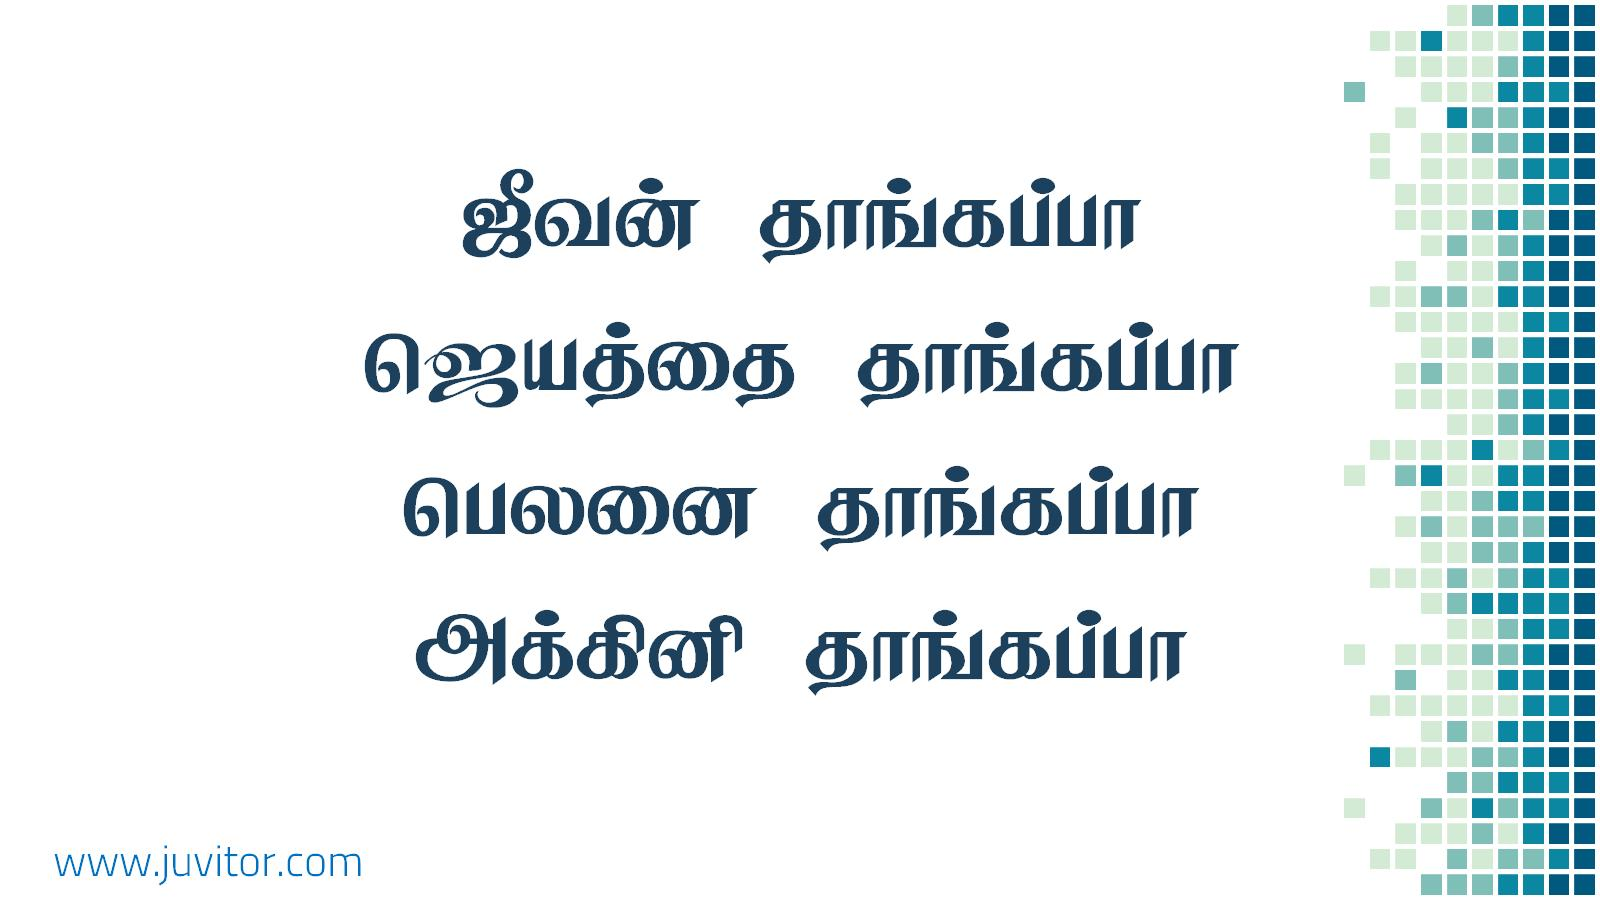 ஜீவன் தாங்கப்பா
ஜெயத்தை தாங்கப்பா
பெலனை தாங்கப்பா
அக்கினி தாங்கப்பா
www.juvitor.com